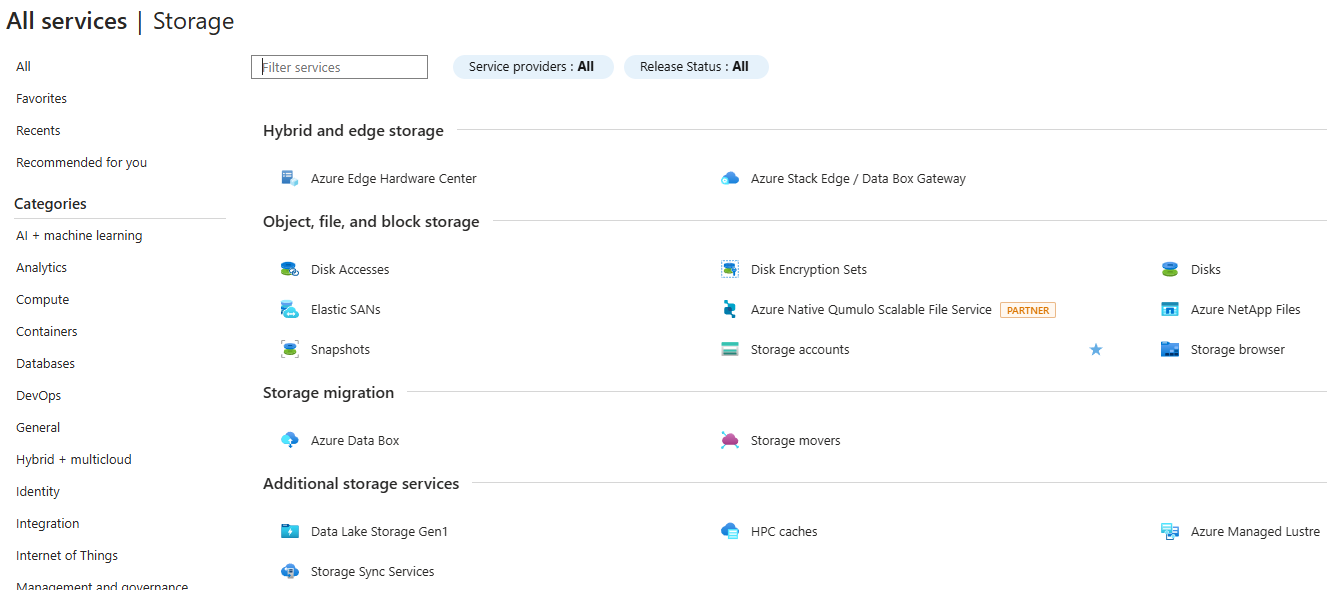 All services | Storage
All
Favorites
Recents
Recommended for you
Categories
AI + machine learning
Analytics
Compute
Containers
Databases
DevOps
General
Hybrid + multicloud
Identity
Integration
Internet of Things
Management and governance
Filter services
Service providers : All
Release Status : All
Hybrid and edge storage
Azure Edge Hardware Center
Azure Stack Edge / Data Box Gateway
Object, file, and block storage
Disk Accesses
Disk Encryption Sets
Disks
Elastic SANs
Azure Native Qumulo Scalable File Service PARTNER
Azure NetApp Files
Snapshots
Storage accounts
Storage browser
Storage migration
Azure Data Box
Storage movers
Additional storage services
Data Lake Storage Gen1
HPC caches
Azure Managed Lustre
Storage Sync Services